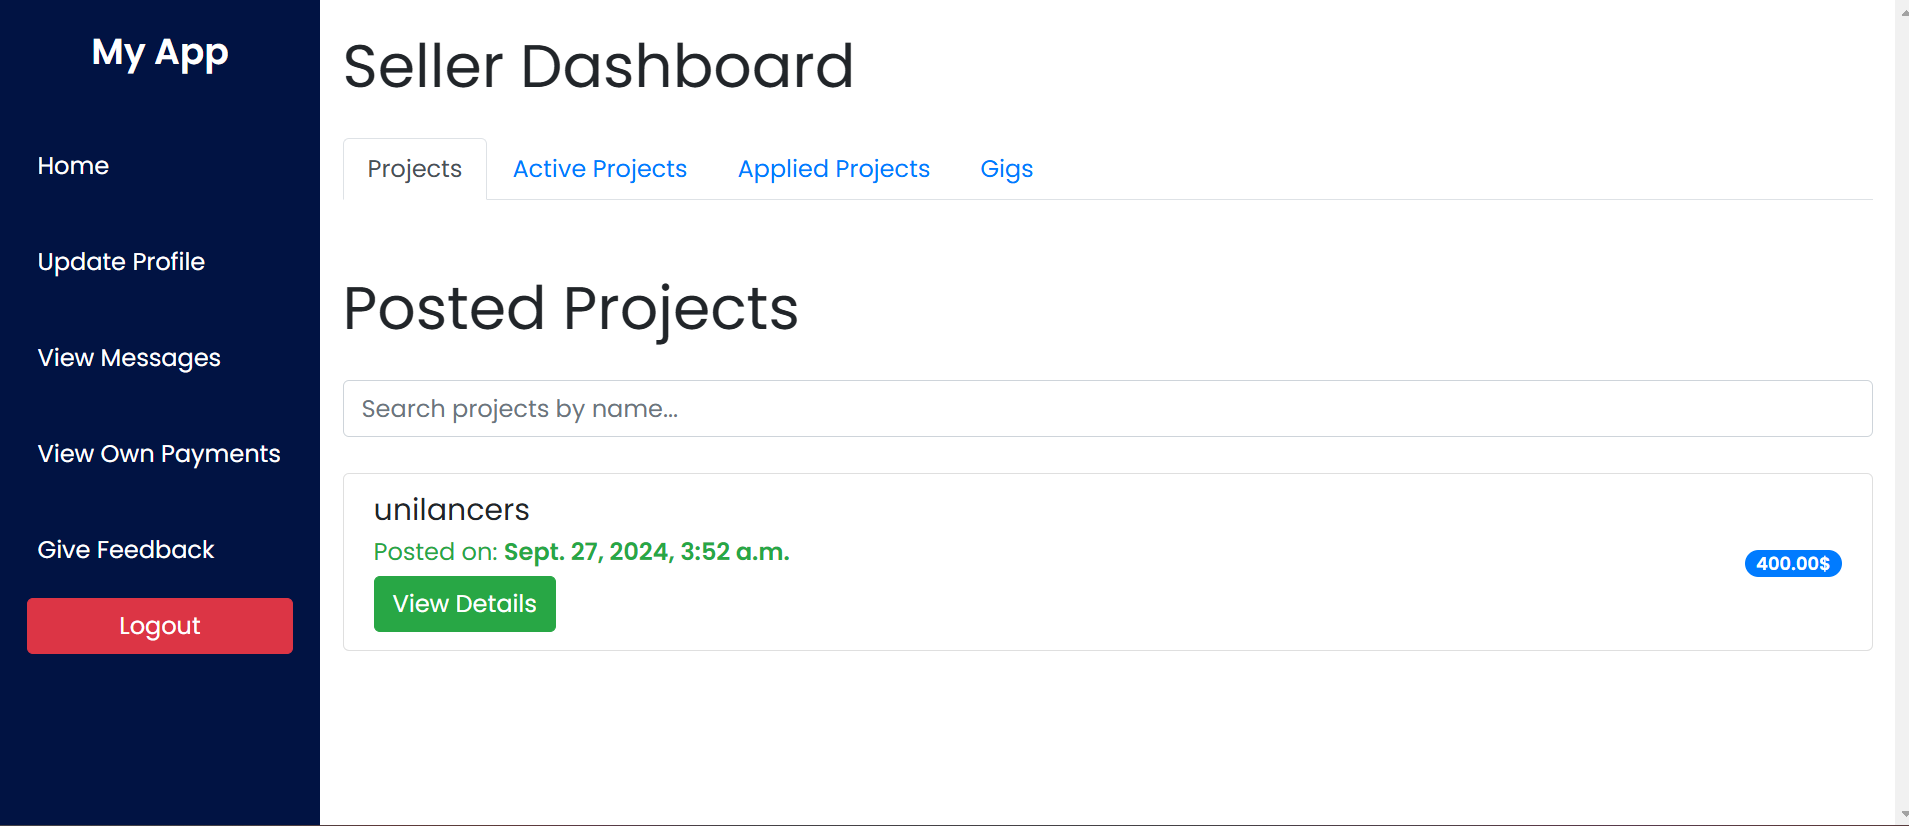 My App
Home
Update Profile
View Messages
View Own Payments
Give Feedback
Logout
Seller Dashboard
Projects Active Projects Applied Projects Gigs
Posted Projects
Search projects by name...
unilancers
Posted on: Sept. 27, 2024, 3:52 a.m.
400.00$
View Details